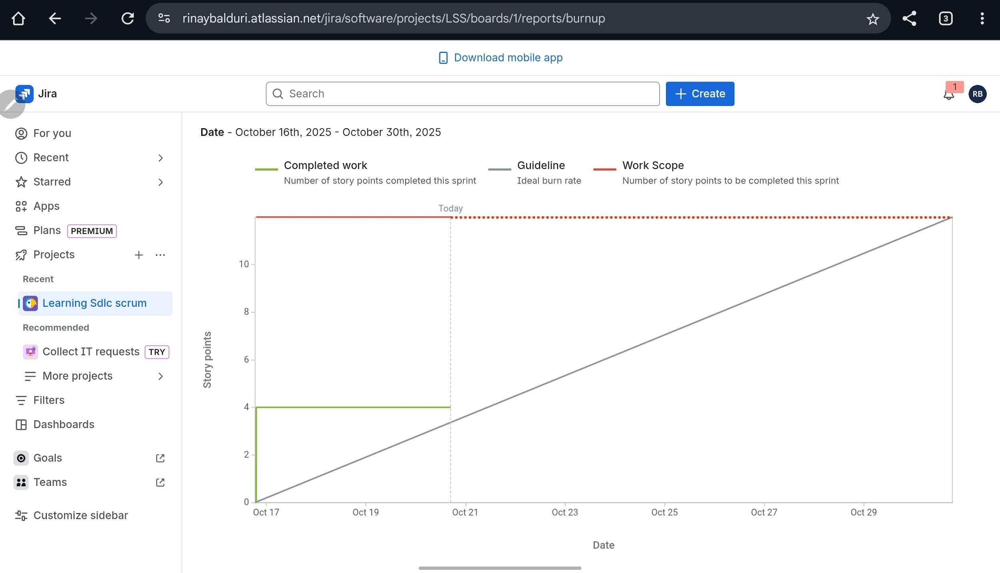 rinaybalduri.atlassian.net/jira/software/projects/LSS/boards/1/reports/burnup
3
Download mobile app
Jira
Search
Create
1
RB
For you
Recent
Starred
Apps
Plans PREMIUM
Projects
Recent
Learning Sdlc scrum
Recommended
Collect IT requests TRY
More projects
Filters
Dashboards
Goals
Teams
Customize sidebar
Date - October 16th, 2025 - October 30th, 2025
Completed work
Number of story points completed this sprint
Guideline
Ideal burn rate
Work Scope
Number of story points to be completed this sprint
Today
10
8
6
4
2
0
Story points
Oct 17 Oct 19 Oct 21 Oct 23 Oct 25 Oct 27 Oct 29
Date